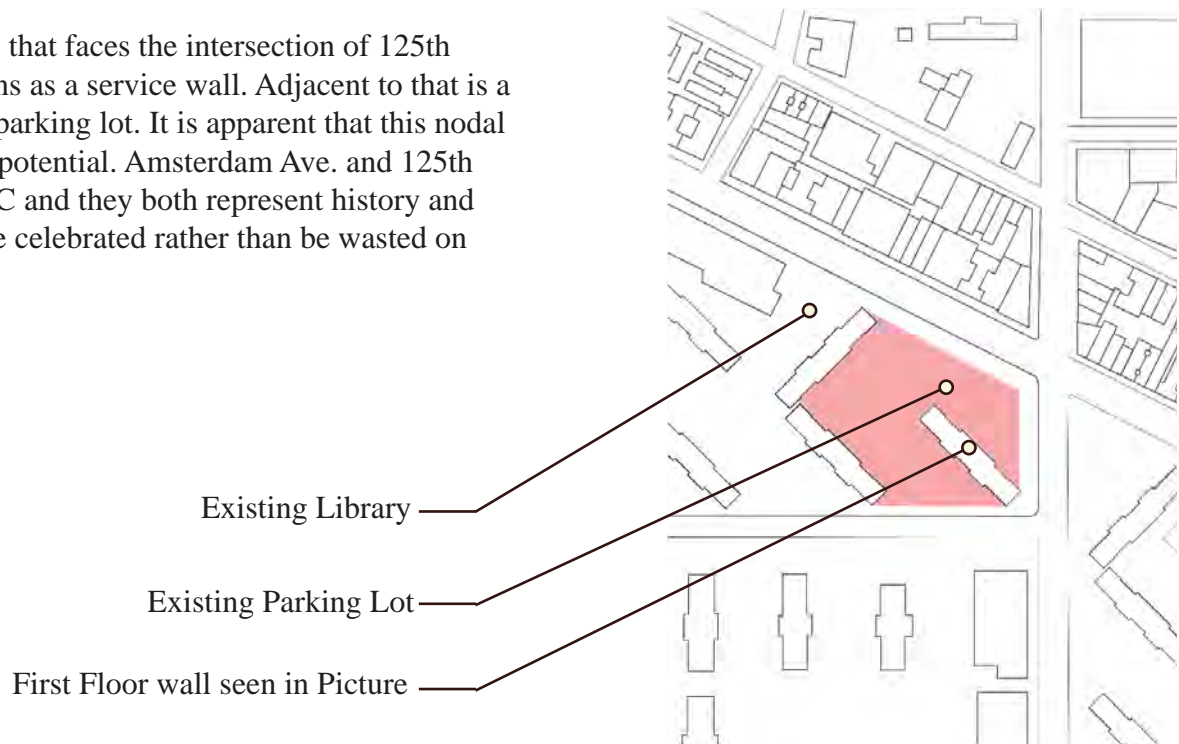 that faces the intersection of 125th
as a service wall. Adjacent to that is a
parking lot. It is apparent that this nodal
potential. Amsterdam Ave. and 125th
and they both represent history and
celebrated rather than be wasted on
Existing Library
Existing Parking Lot
First Floor wall seen in Picture